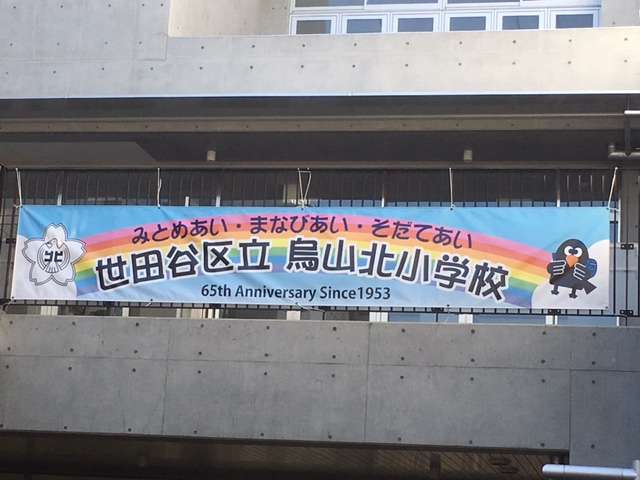 みとめあい・まなびあい・そだてあい
世田谷区立 烏山北小学校
65th Anniversary Since1953
北